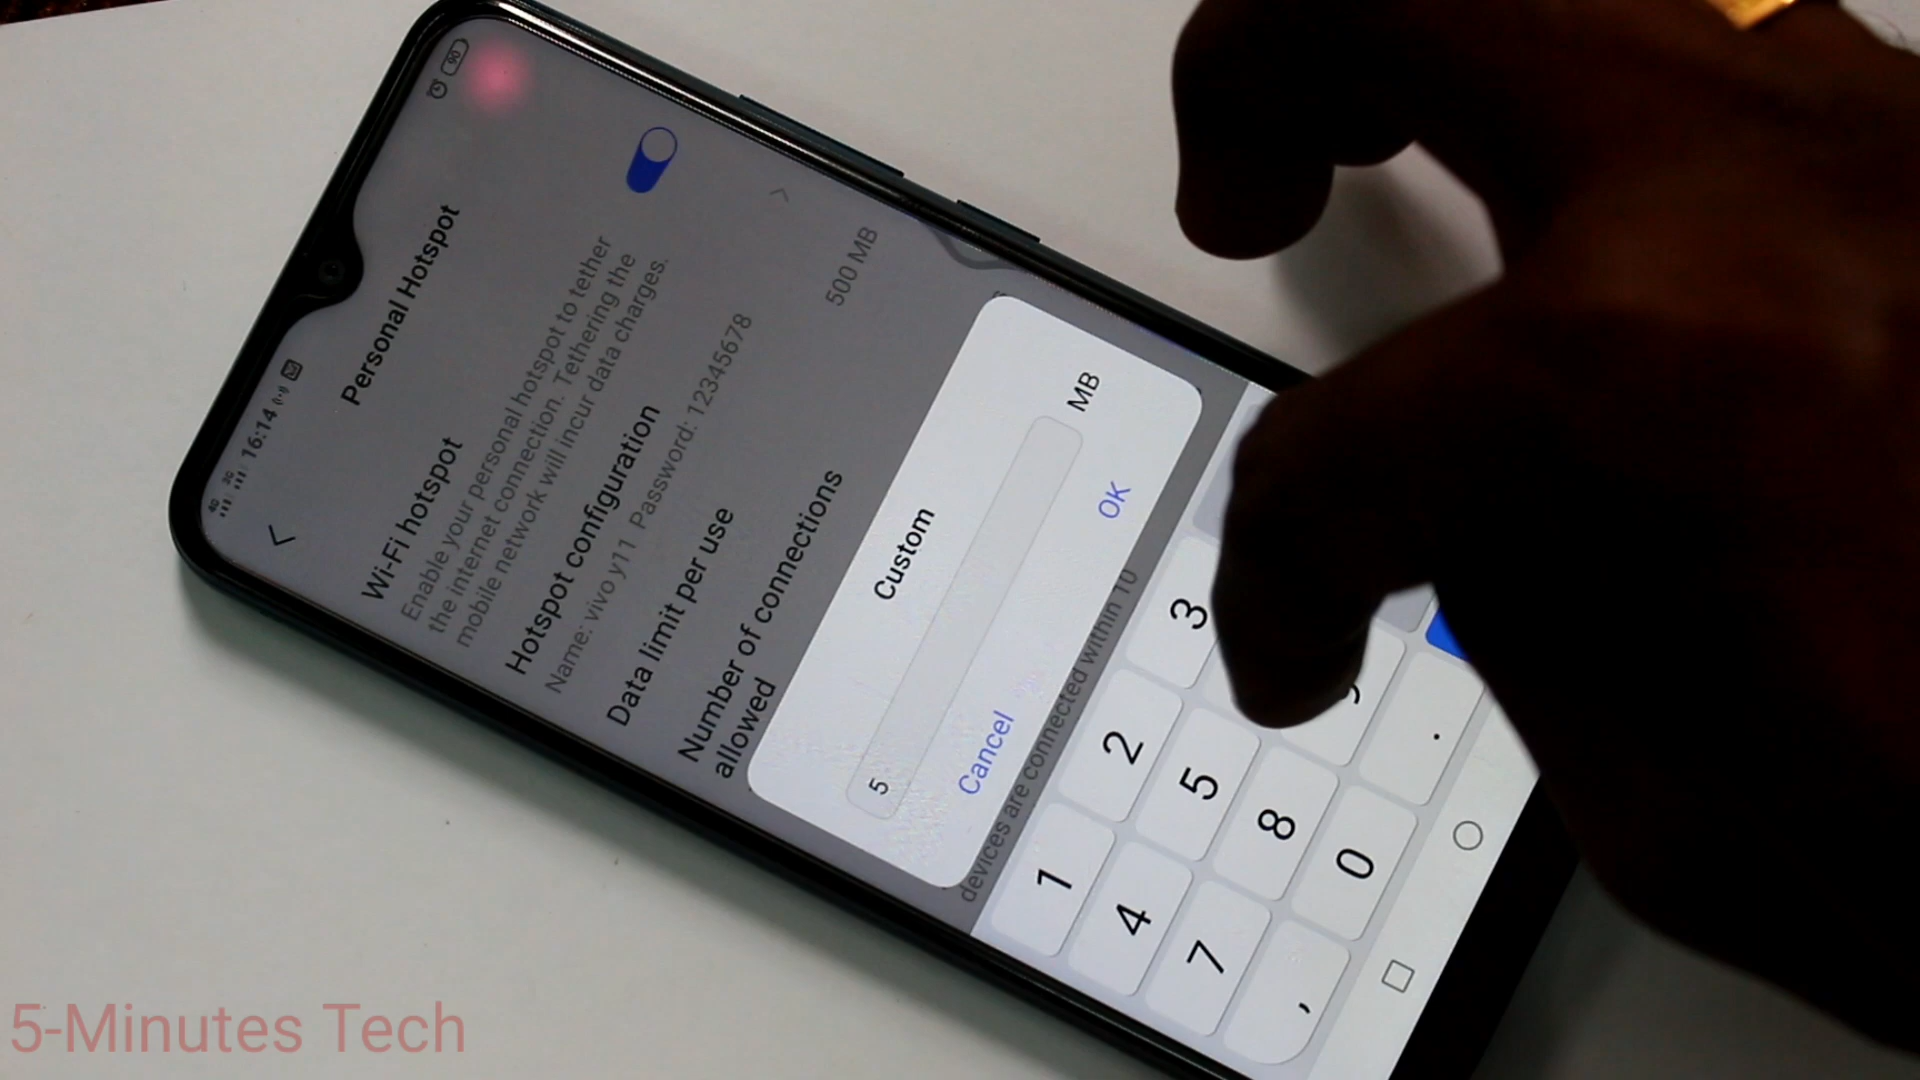 4G 3G 16:14
90
Personal Hotspot
Wi-Fi hotspot
Enable your personal hotspot to tether
the internet connection. Tethering the
mobile network will incur data charges.
Hotspot configuration
Name: vivo y11 Password: 12345678
Data limit per use 500 MB
Number of connections
allowed
Custom
5 MB
Cancel OK
devices are connected within 10
1 2 3
4 5
7 8
, 0 .
5-Minutes Tech